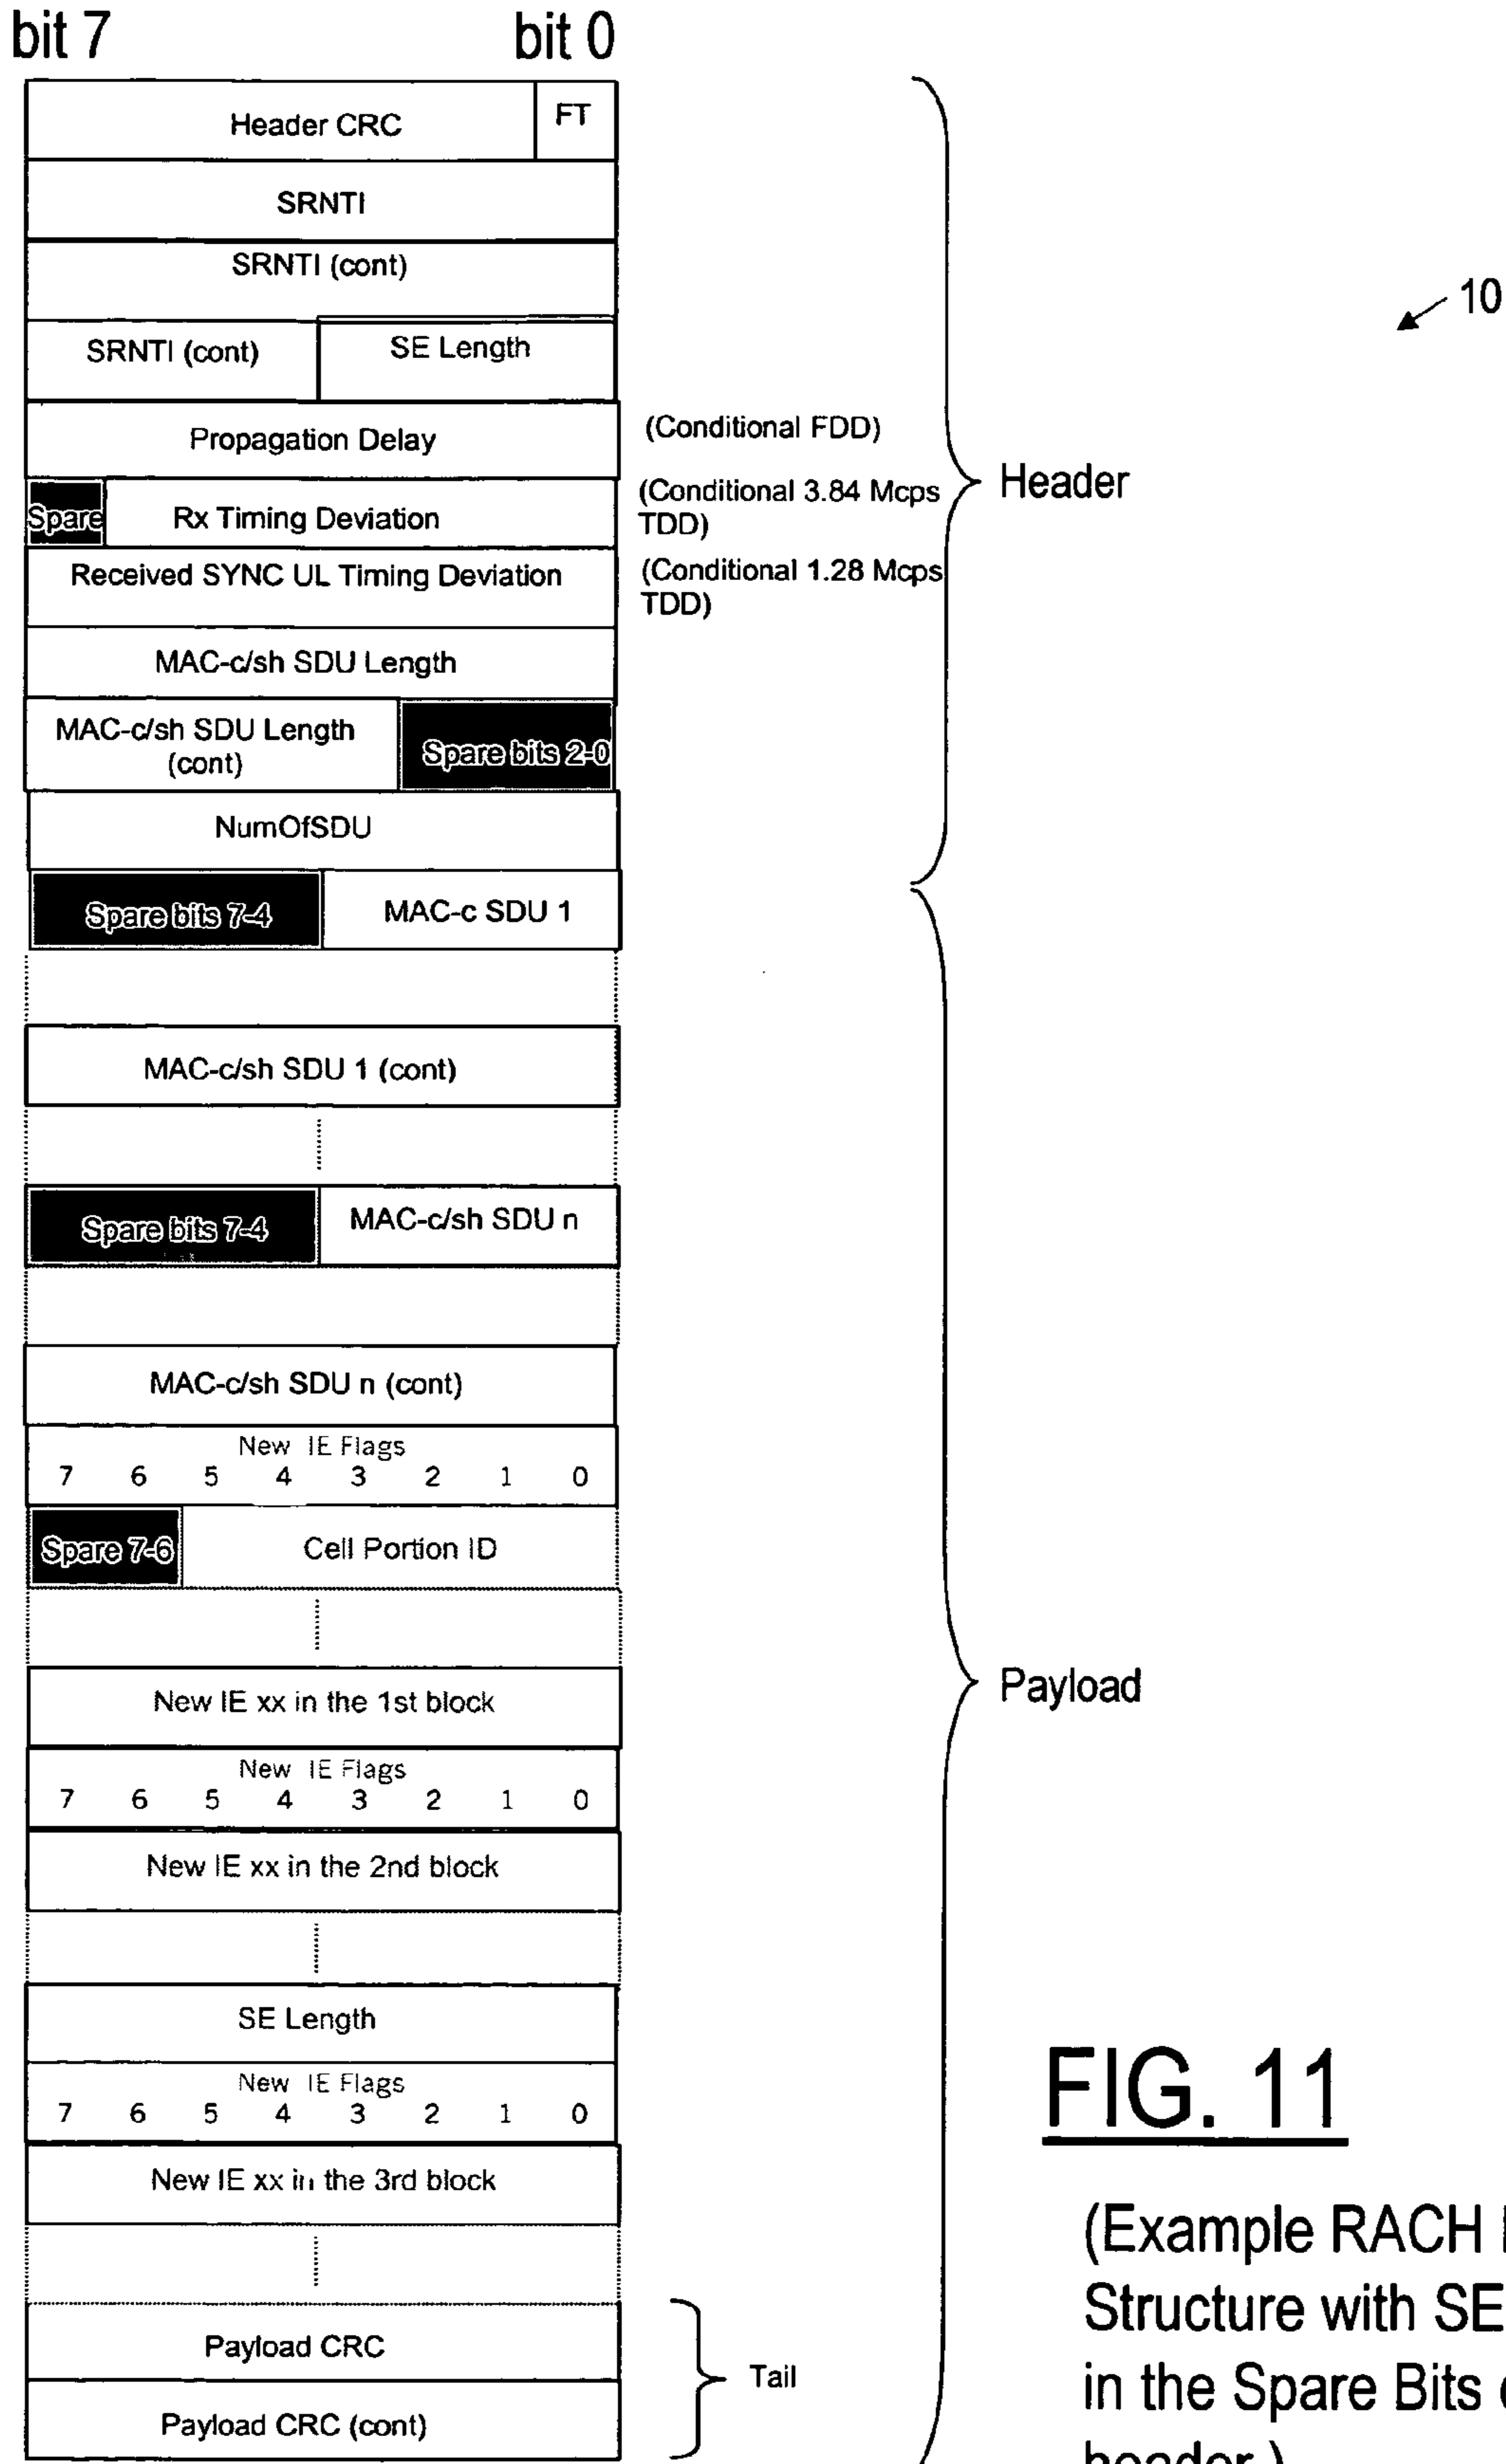 bit 7 bit 0
Header CRC FT
SRNTI
SRNTI (cont)
10
SRNTI (cont) SE Length
Propagation Delay (Conditional FDD)
Header
Spare Rx Timing Deviation (Conditional 3.84 Mcps
TDD)
Received SYNC UL Timing Deviation (Conditional 1.28 Mcps
TDD)
MAC-c/sh SDU Length
MAC-c/sh SDU Length
(cont)
Spare bits 2-0
NumOfSDU
Spare bits 7-4 MAC-c SDU 1
MAC-c/sh SDU 1 (cont)
Spare bits 7-4 MAC-c/sh SDU n
MAC-c/sh SDU n (cont)
New IE Flags
7 6 5 4 3 2 1 0
Spare 7-6 Cell Portion ID
New IE xx in the 1st block
Payload
New IE Flags
7 6 5 4 3 2 1 0
New IE xx in the 2nd block
SE Length
New IE Flags
7 6 5 4 3 2 1 0
New IE xx in the 3rd block
Payload CRC
Tail
Payload CRC (cont)
FIG. 11
(Example RACH
Structure with SE
in the Spare Bits
header.)